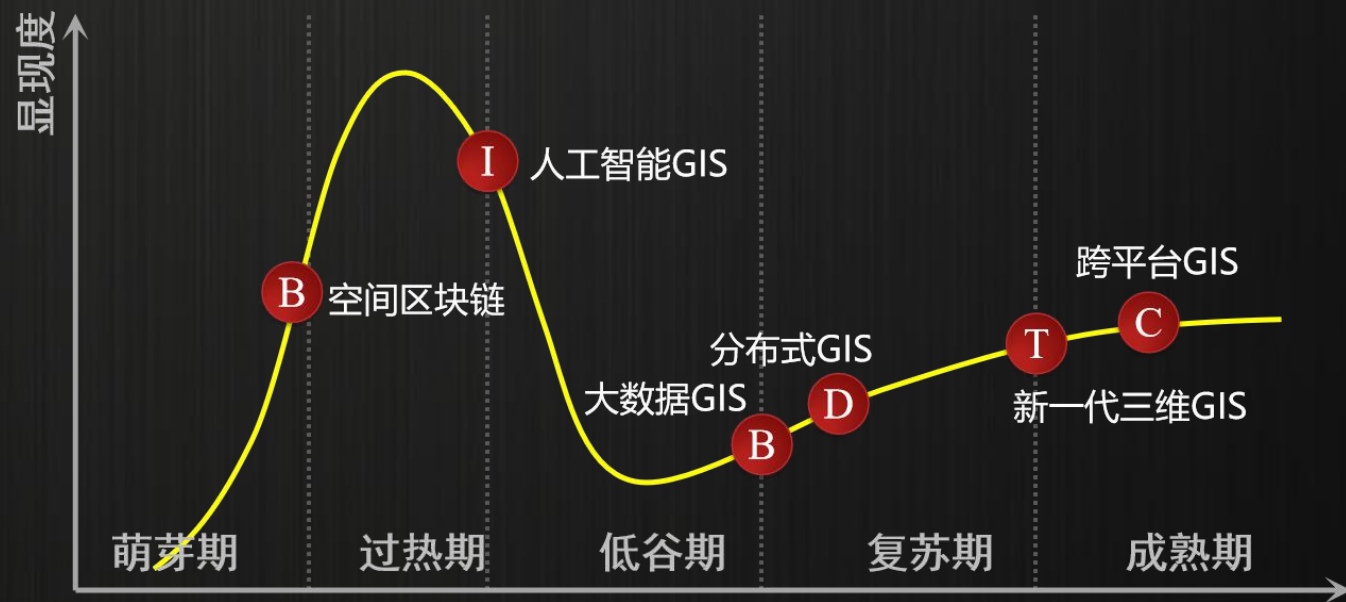 显现度
I
人工智能GIS
B
空间区块链
跨平台GIS
C
分布式GIS
T
大数据GIS
D
新一代三维GIS
B
萌芽期
过热期
低谷期
复苏期
成熟期